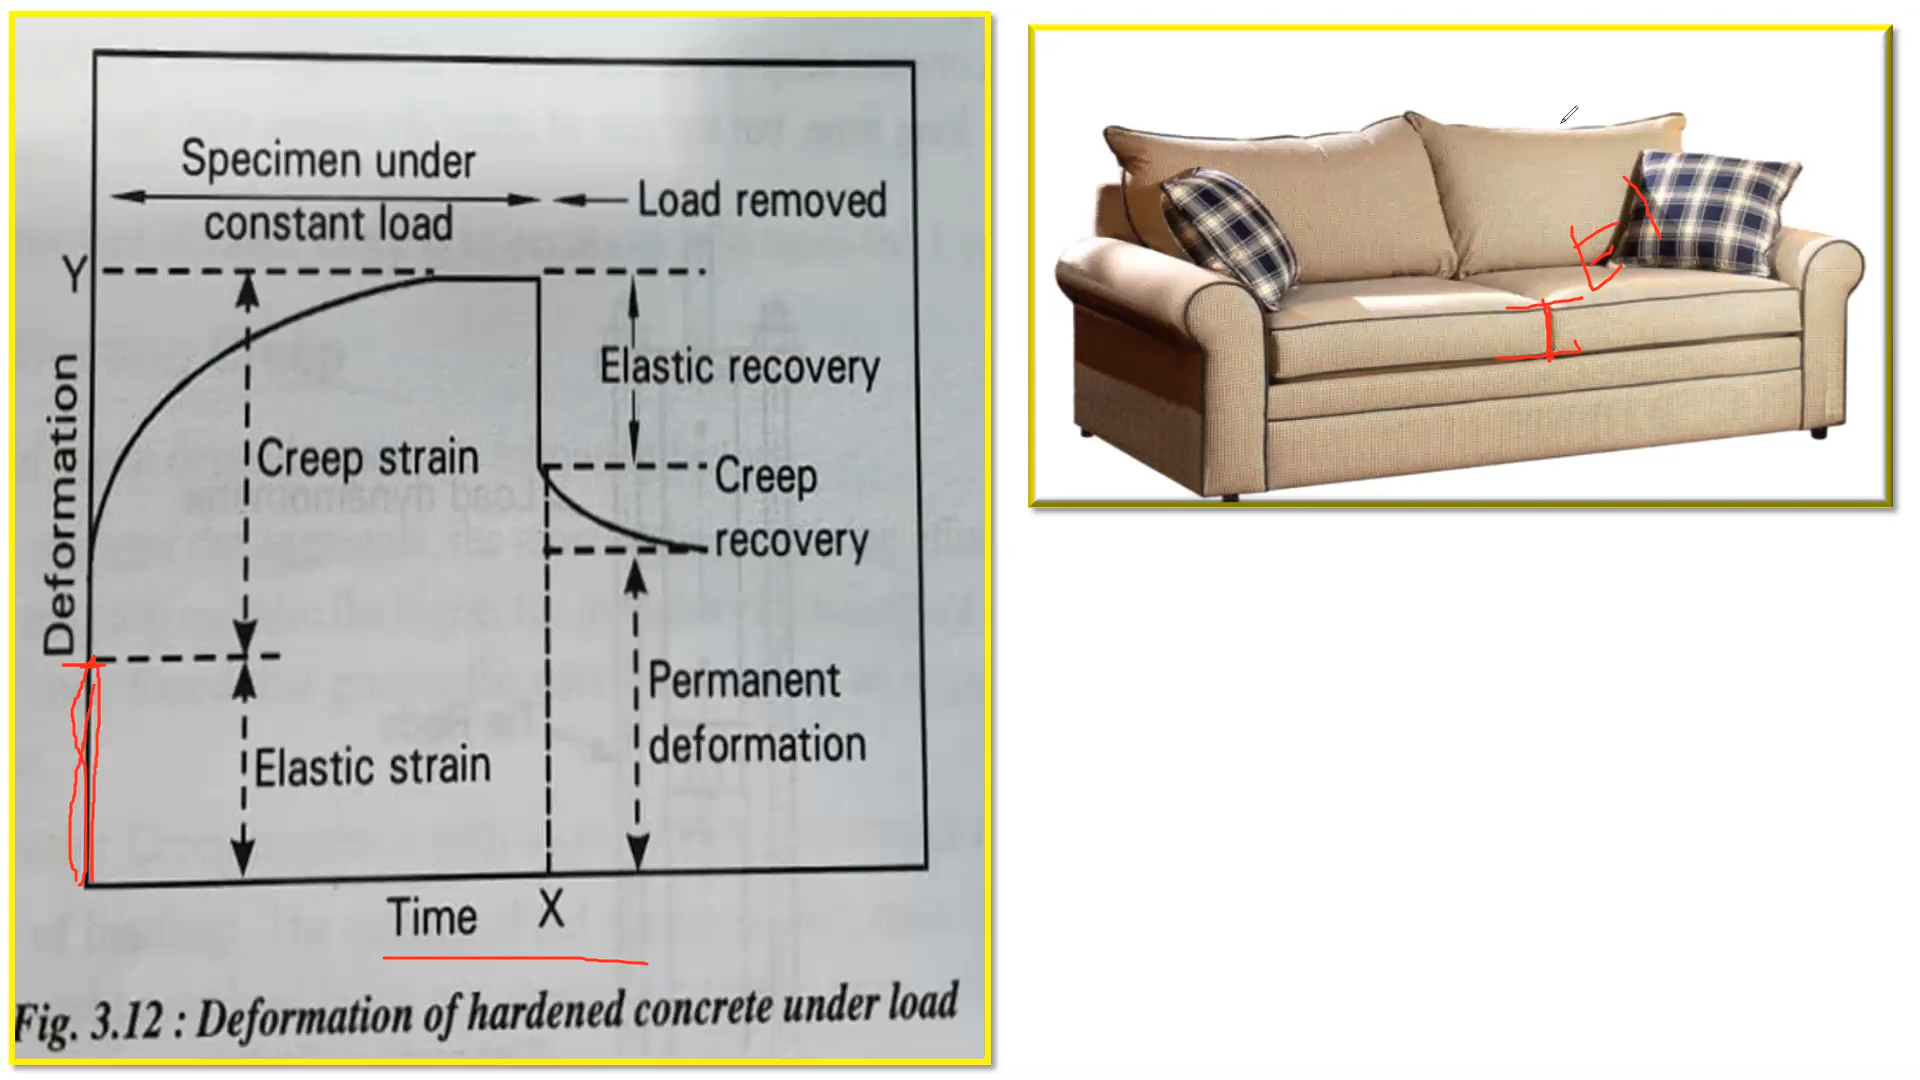 Specimen under
constant load
Load removed
Y
Elastic recovery
Deformation
Creep strain
Creep
recovery
Permanent
deformation
Elastic strain
Time
X
Fig. 3.12 : Deformation of hardened concrete under load